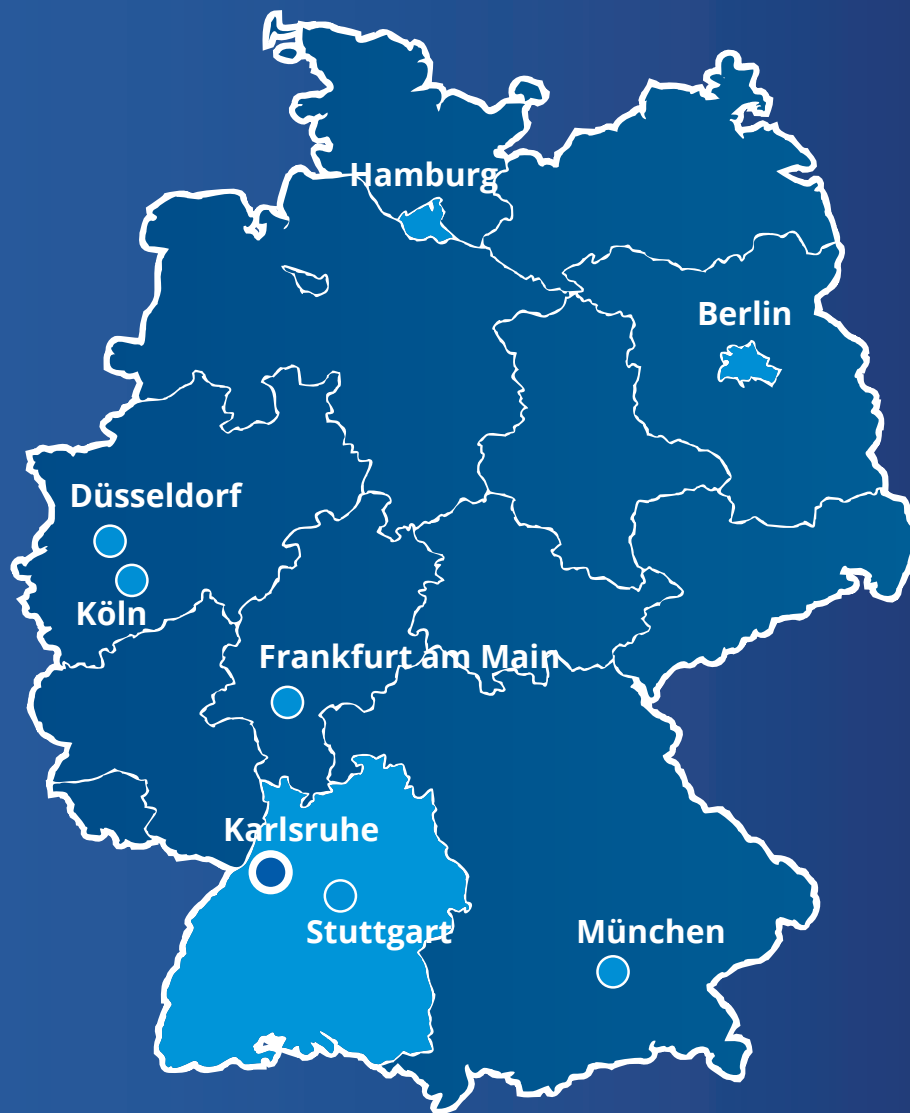 Hamburg
Berlin
Düsseldorf
Köln
Frankfurt am Main
Karlsruhe
Stuttgart
München